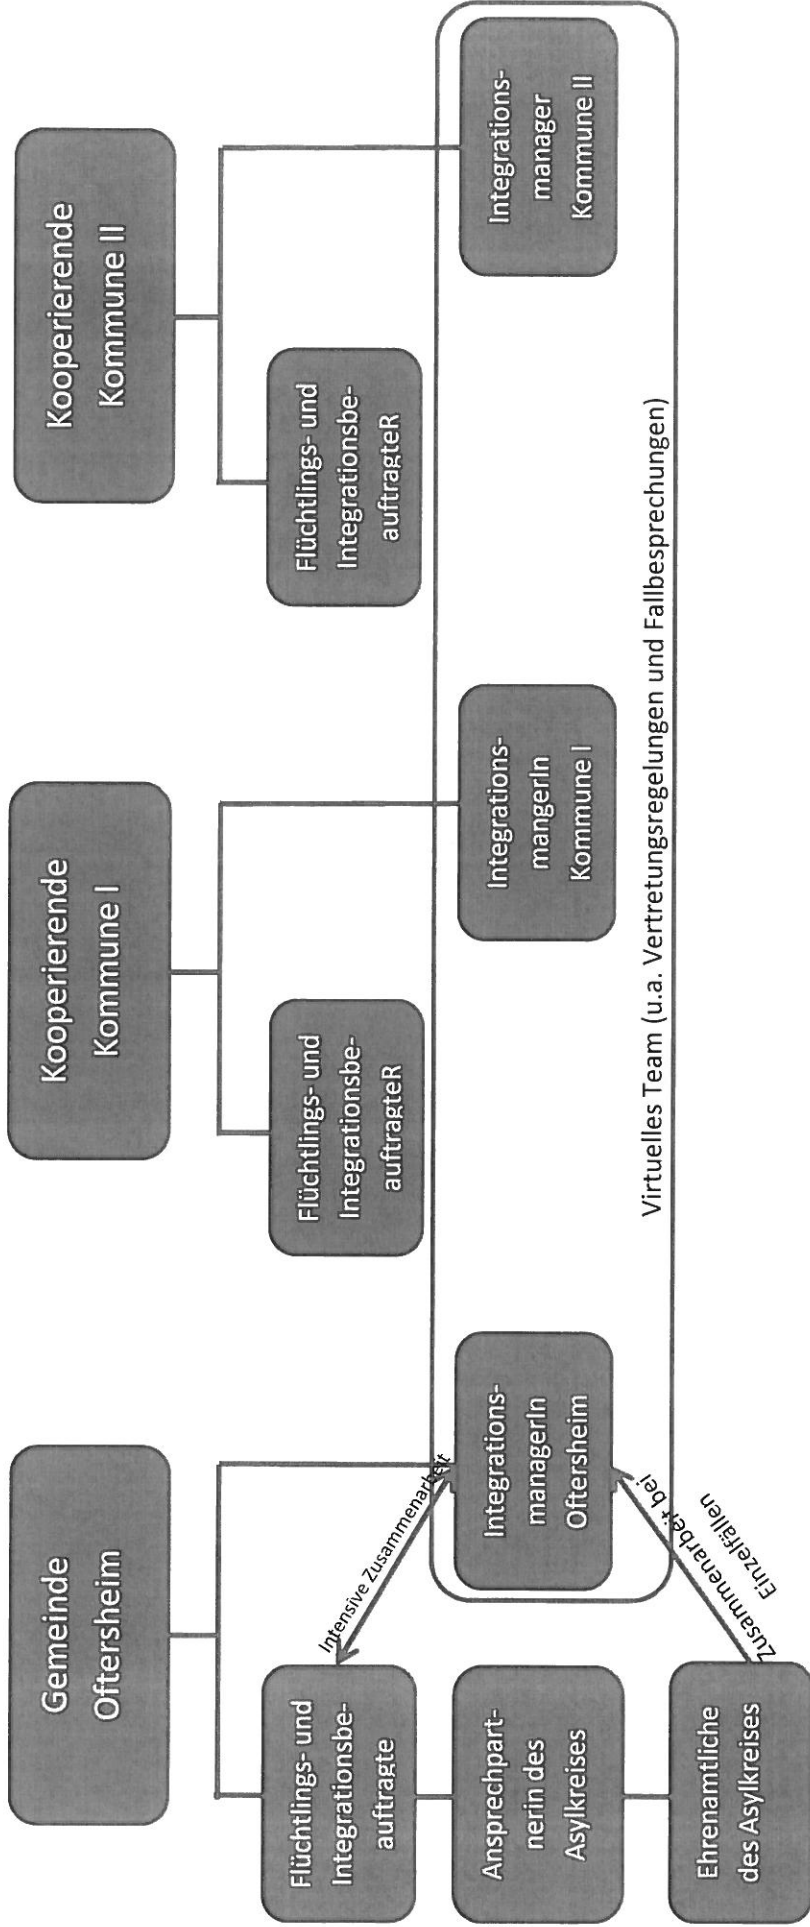 Gemeinde
Oftersheim
Flüchtlings- und
Integrationsbe-
auftragte
Ansprechpart-
nerin des
Asylkreises
Ehrenamtliche
des Asylkreises
Intensive Zusammenarbeit
Integrations-
managerIn
Oftersheim
Zusammenarbeit bei
Einzelfällen
Kooperierende
Kommune I
Flüchtlings- und
Integrationsbe-
auftragteR
Integrations-
mangerIn
Kommune I
Kooperierende
Kommune II
Flüchtlings- und
Integrationsbe-
auftragteR
Integrations-
manager
Kommune II
Virtuelles Team (u.a. Vertretungsregelungen und Fallbesprechungen)